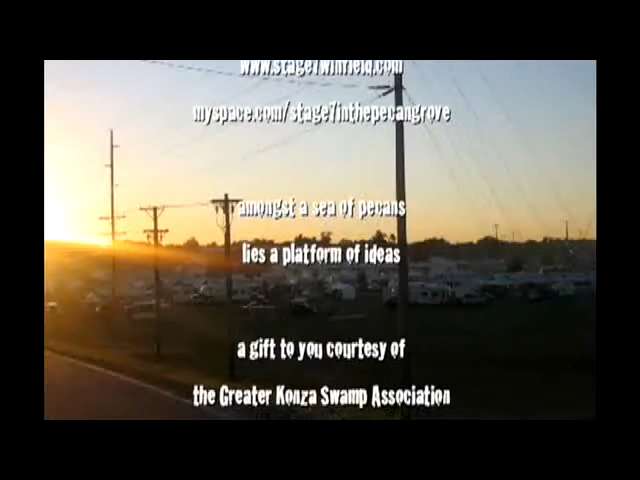 www.stage7winfield.com
myspace.com/stage7inthepecangrove
amongst a sea of pecans
lies a platform of ideas
a gift to you courtesy of
the Greater Konza Swamp Association